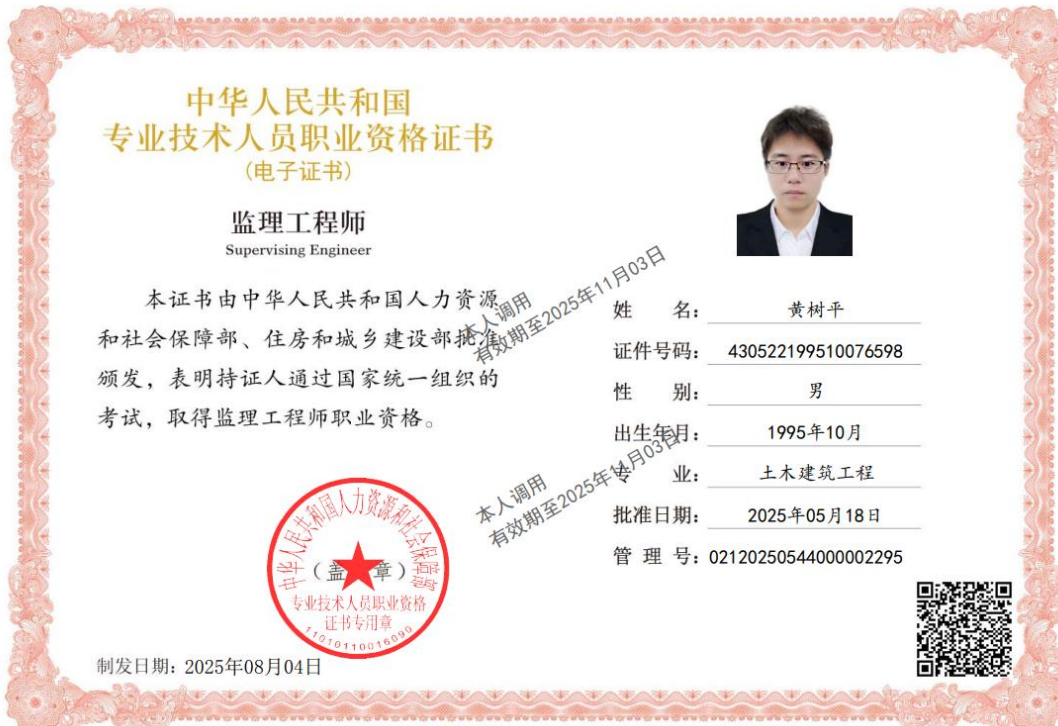 中华人民共和国
专业技术人员职业资格证书
(电子证书)
监理工程师
Supervising Engineer
本证书由中华人民共和国人力资源
和社会保障部、住房和城乡建设部批准
颁发，表明持证人通过国家统一组织的
考试，取得监理工程师职业资格。
本人调用
有效期至2025年11月03日
姓名：黄树平
证件号码：430522199510076598
性别：男
出生年月：1995年10月
专业：土木建筑工程
批准日期：2025年05月18日
管理号：02120250544000002295
本人调用
有效期至2025年11月03日
中华人民共和国人力资源和社会保障部
（盖章）
专业技术人员职业资格
证书专用章
11010110016090
制发日期：2025年08月04日